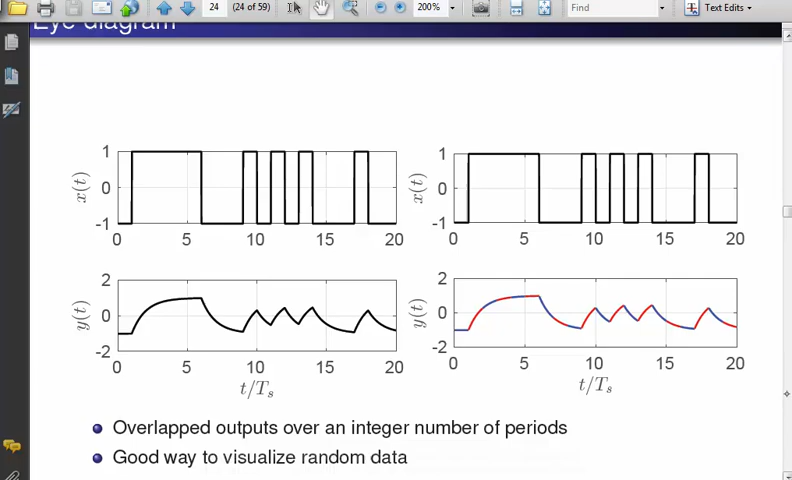 24 (24 of 59) 200% Find Text Edits
Eye diagram
1 0 -1 x(t) 0 5 10 15 20
1 0 -1 x(t) 0 5 10 15 20
2 0 -2 y(t) 0 5 10 15 20 t/Ts
2 0 -2 y(t) 0 5 10 15 20 t/Ts
Overlapped outputs over an integer number of periods
Good way to visualize random data